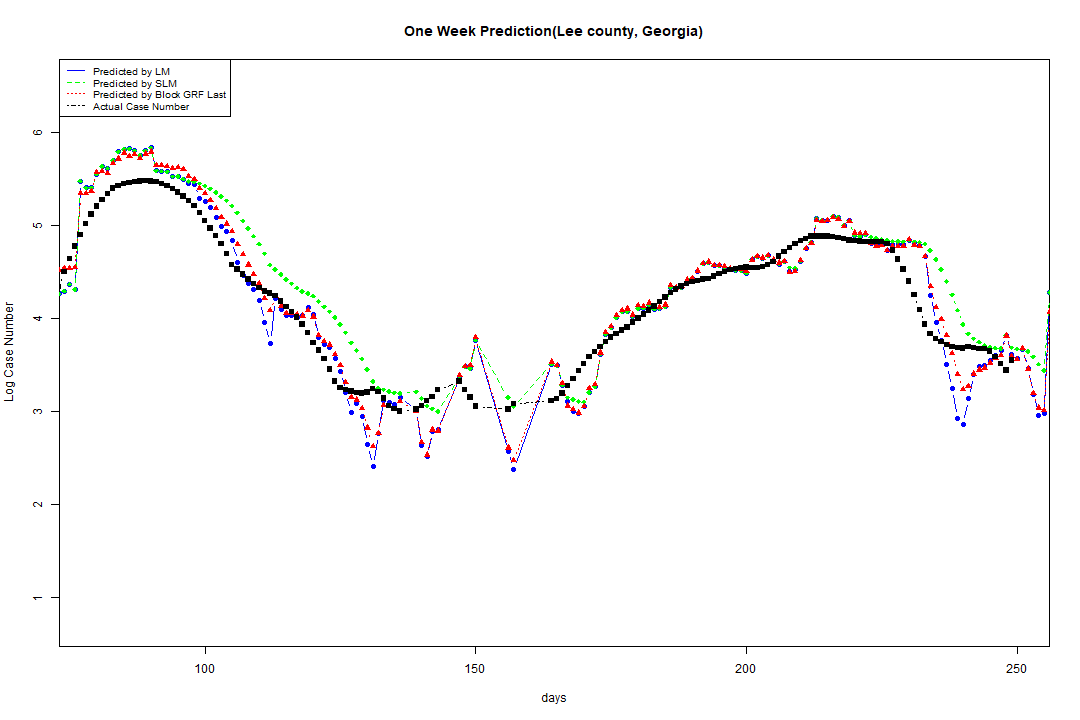 One Week Prediction(Lee county, Georgia)
Predicted by LM
Predicted by SLM
Predicted by Block GRF Last
Actual Case Number
Log Case Number
6
5
4
3
2
1
100 150 200 250
days